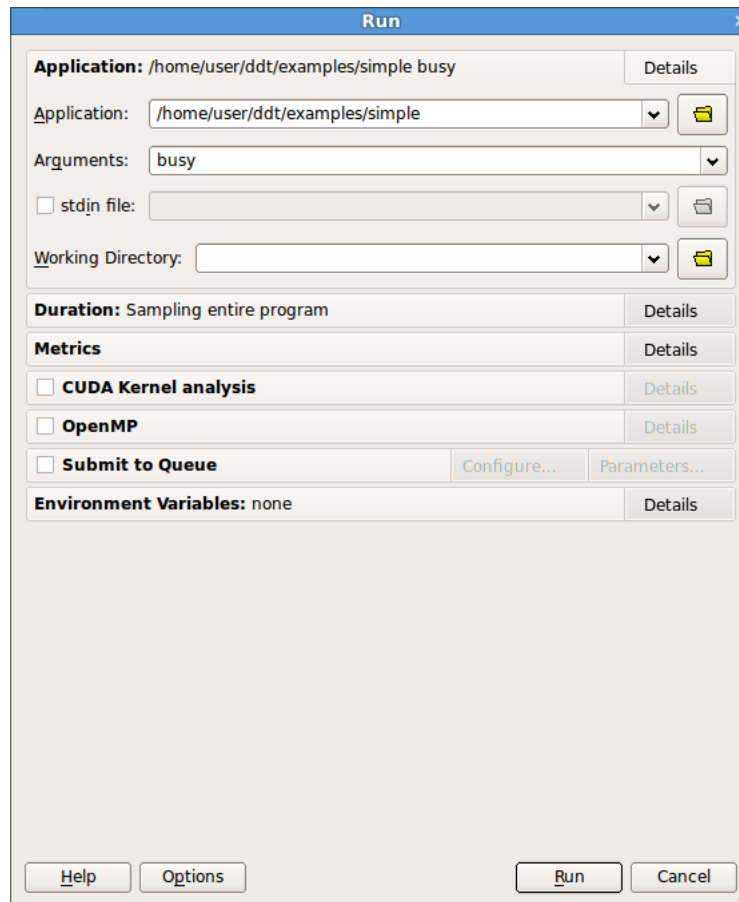 Run
Application: /home/user/ddt/examples/simple busy Details
Application: /home/user/ddt/examples/simple
Arguments: busy
stdin file:
Working Directory:
Duration: Sampling entire program Details
Metrics Details
CUDA Kernel analysis Details
OpenMP Details
Submit to Queue Configure... Parameters...
Environment Variables: none Details
Help Options Run Cancel